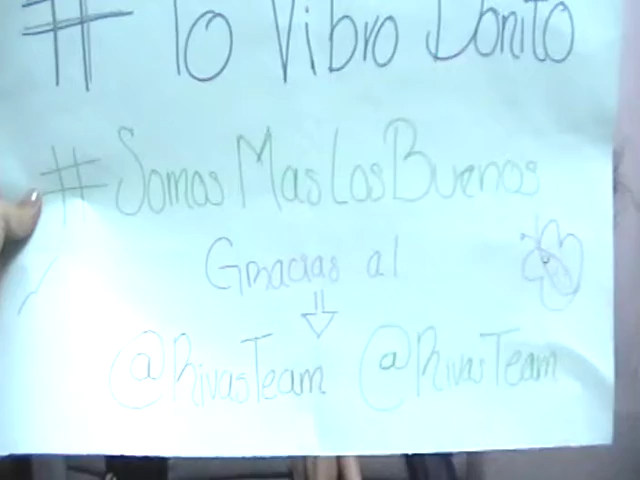 # Yo Vibro Bonito
#SomosMasLosBuenos
Gracias al
@RivasTeam @RivasTeam